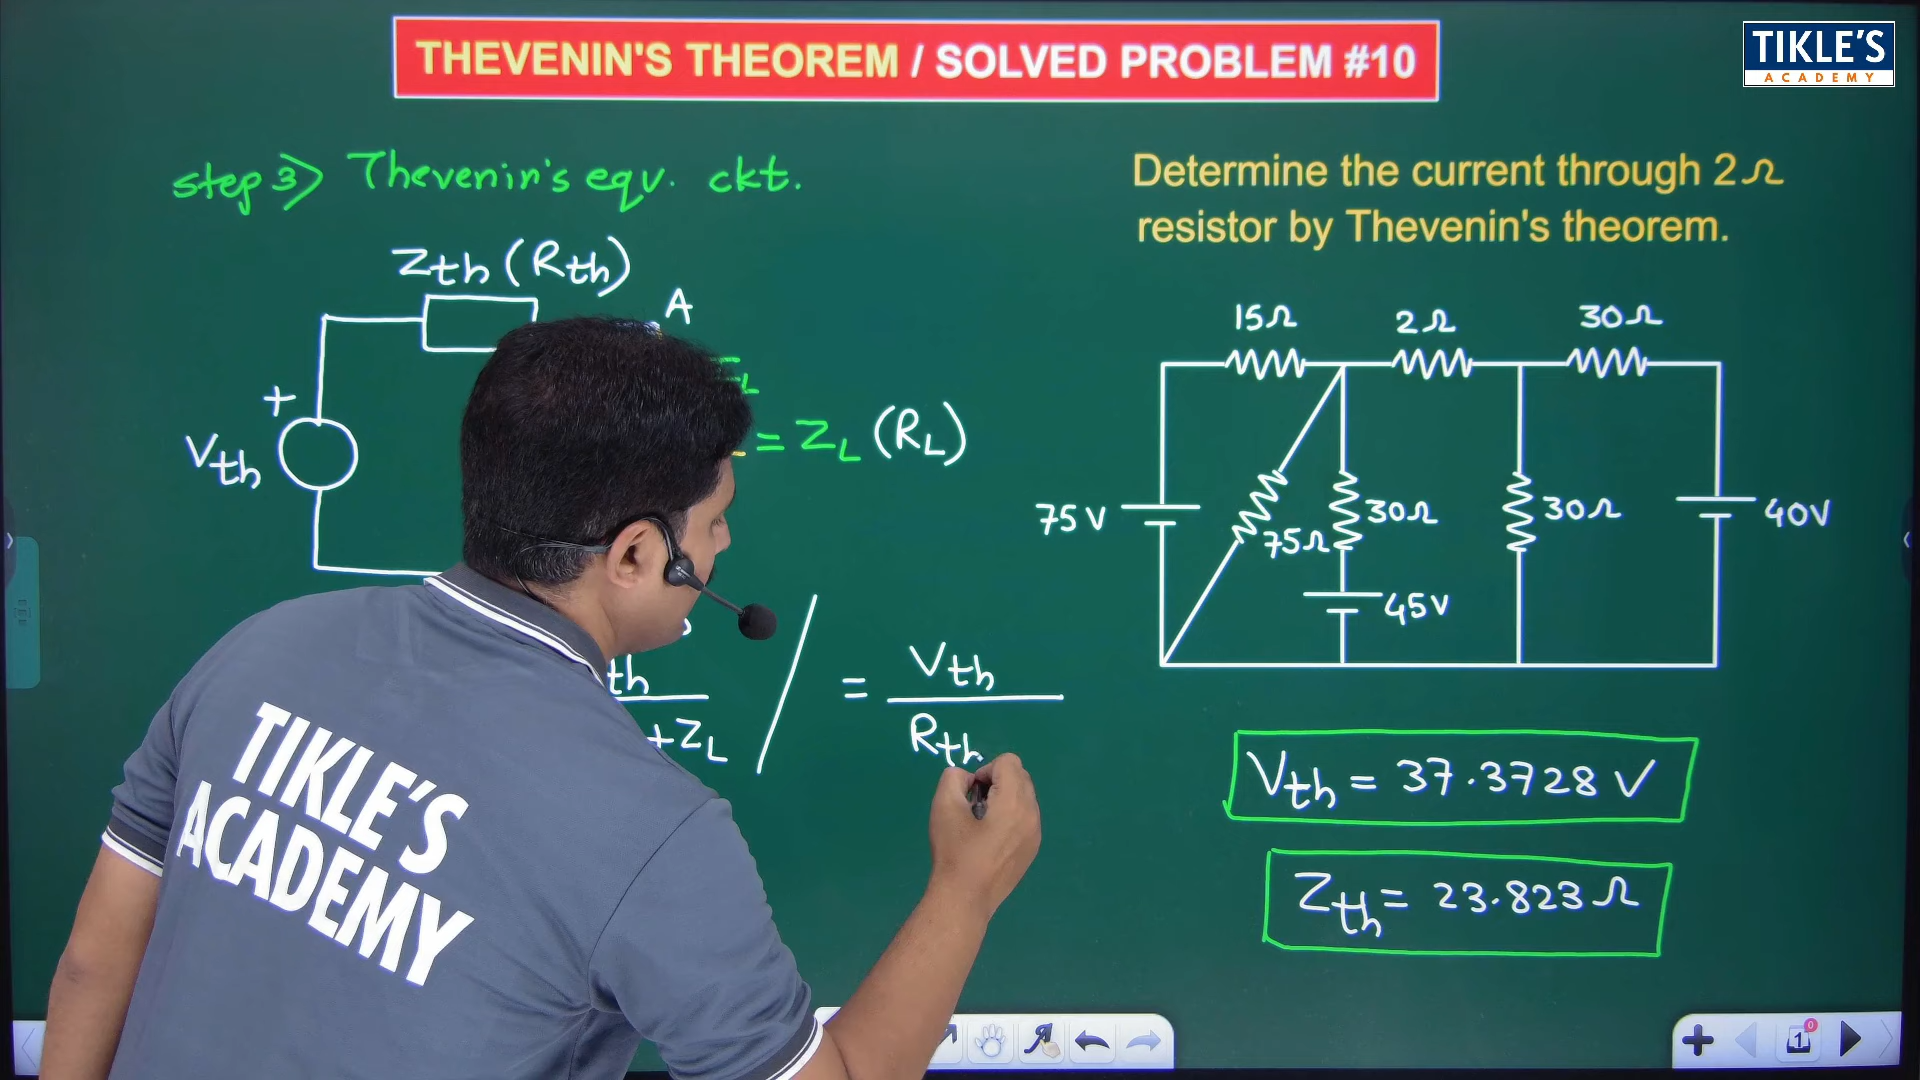 THEVENIN'S THEOREM / SOLVED PROBLEM #10
TIKLE'S
ACADEMY
step 3> Thevenin's eqv. ckt.
Zth (Rth)
A
+
Vth
L
= ZL (RL)
th
+ZL
= Vth
Rth
Determine the current through 2Ω
resistor by Thevenin's theorem.
15Ω 2Ω 30Ω
75V
75Ω
30Ω
45V
30Ω
40V
Vth = 37.3728 V
Zth = 23.823 Ω
TIKLE'S
ACADEMY
1
0